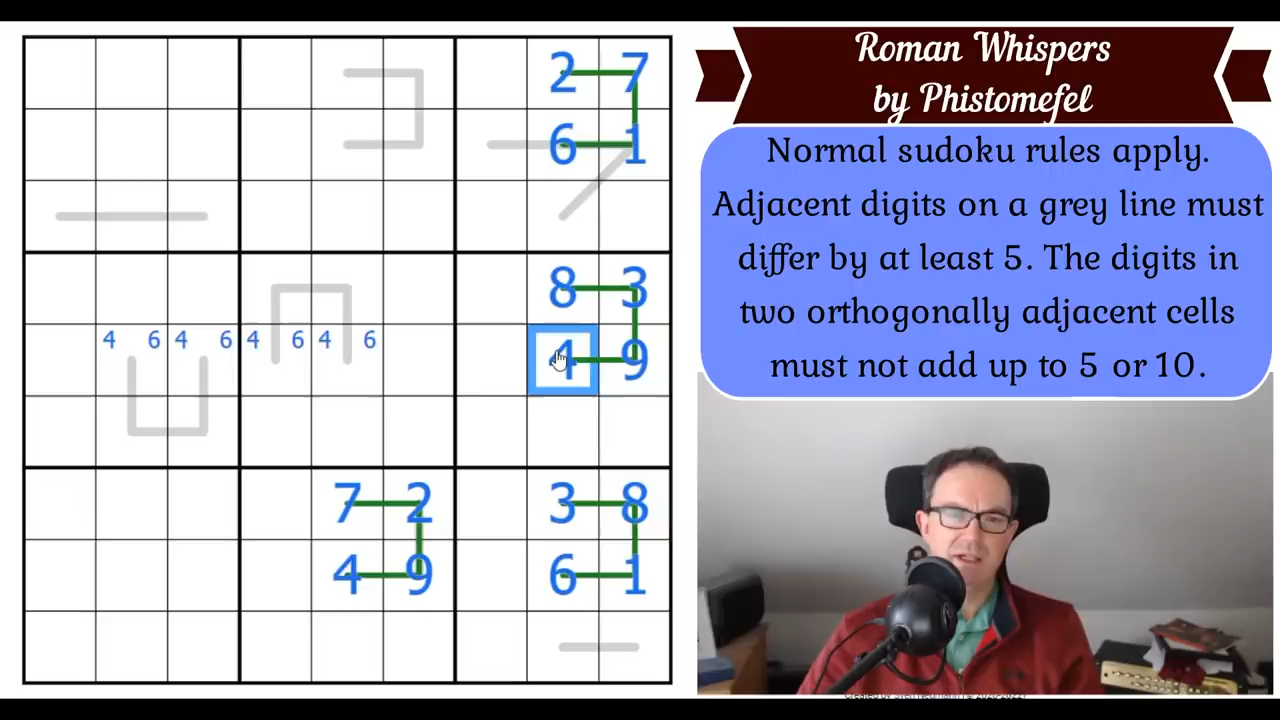 Roman Whispers
by Phistomefel
Normal sudoku rules apply.
Adjacent digits on a grey line must
differ by at least 5. The digits in
two orthogonally adjacent cells
must not add up to 5 or 10.
2 7
6 1
8 3
4 6 4 6 4 6 4 6 4 9
7 2 3 8
4 9 6 1